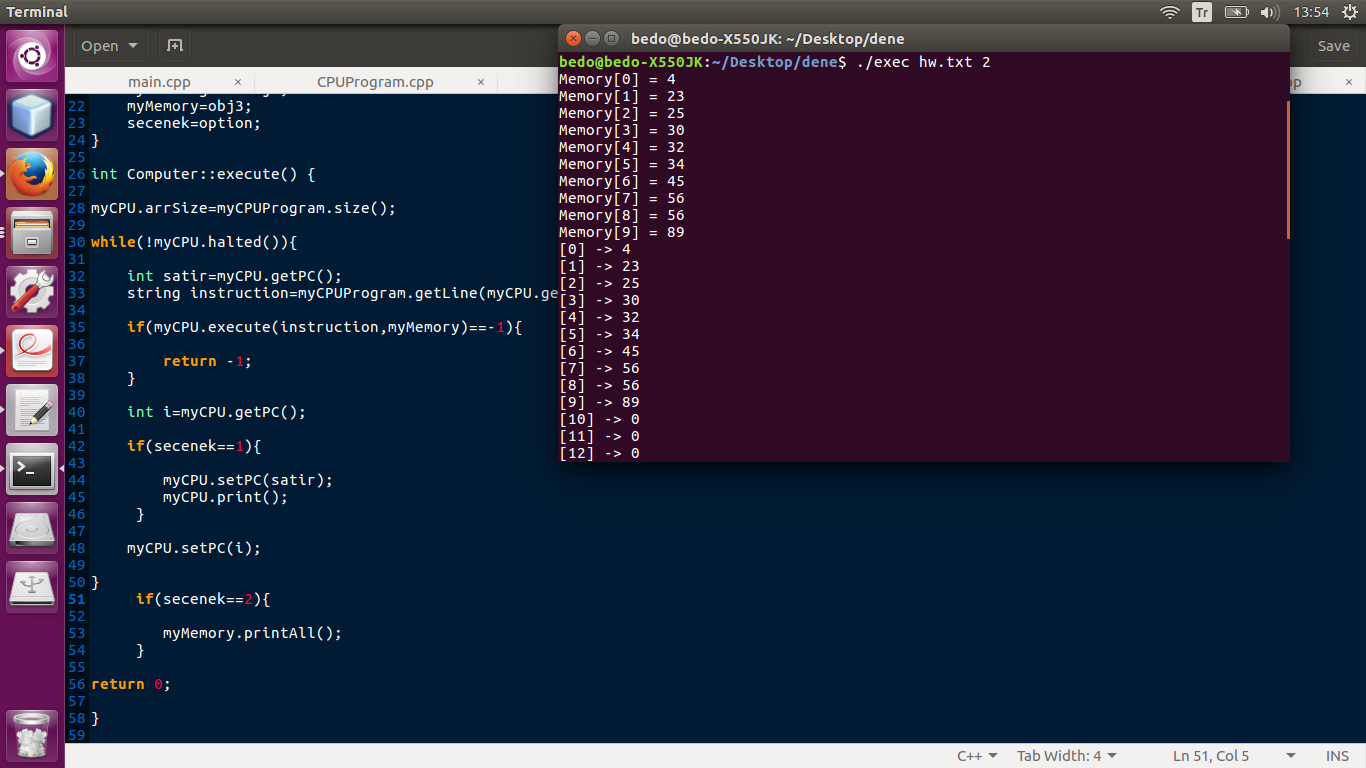 Terminal
Tr
13:54
Open
Save
main.cpp ×
CPUProgram.cpp ×
pp ×
22 myMemory=obj3;
23 secenek=option;
24 }
25
26 int Computer::execute() {
27
28 myCPU.arrSize=myCPUProgram.size();
29
30 while(!myCPU.halted()){
31
32 int satir=myCPU.getPC();
33 string instruction=myCPUProgram.getLine(myCPU.ge
34
35 if(myCPU.execute(instruction,myMemory)==-1){
36
37 return -1;
38 }
39
40 int i=myCPU.getPC();
41
42 if(secenek==1){
43
44 myCPU.setPC(satir);
45 myCPU.print();
46 }
47
48 myCPU.setPC(i);
49
50 }
51 if(secenek==2){
52
53 myMemory.printAll();
54 }
55
56 return 0;
57
58 }
59
bedo@bedo-X550JK: ~/Desktop/dene
bedo@bedo-X550JK:~/Desktop/dene$ ./exec hw.txt 2
Memory[0] = 4
Memory[1] = 23
Memory[2] = 25
Memory[3] = 30
Memory[4] = 32
Memory[5] = 34
Memory[6] = 45
Memory[7] = 56
Memory[8] = 56
Memory[9] = 89
[0] -> 4
[1] -> 23
[2] -> 25
[3] -> 30
[4] -> 32
[5] -> 34
[6] -> 45
[7] -> 56
[8] -> 56
[9] -> 89
[10] -> 0
[11] -> 0
[12] -> 0
C++ Tab Width: 4 Ln 51, Col 5 INS